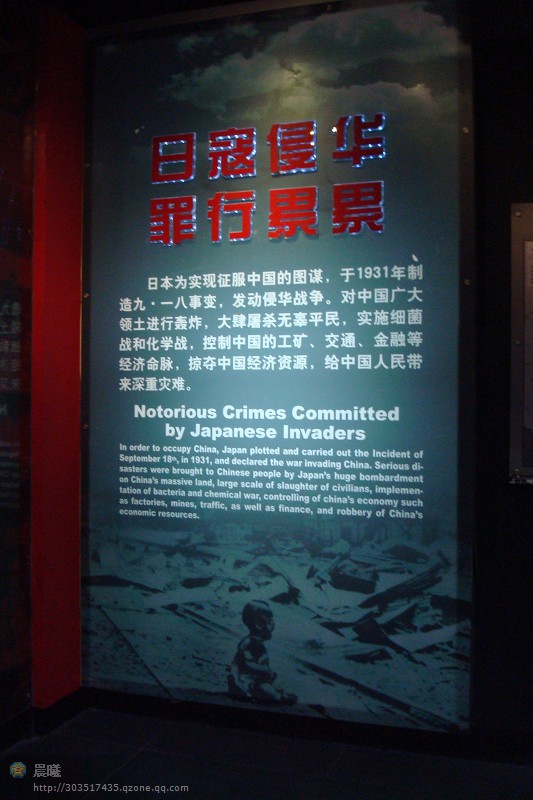 日寇侵华
罪行累累
日本为实现征服中国的图谋，于1931年制
造九·一八事变，发动侵华战争。对中国广大
领土进行轰炸，大肆屠杀无辜平民，实施细菌
战和化学战，控制中国的工矿、交通、金融等
经济命脉，掠夺中国经济资源，给中国人民带
来深重灾难。
Notorious Crimes Committed
by Japanese Invaders
In order to occupy China, Japan plotted and carried out the Incident of
September 18th, in 1931, and declared the war invading China. Serious di-
sasters were brought to Chinese people by Japan's huge bombardment
on China's massive land, large scale of slaughter of civilians, implemen-
tation of bacteria and chemical war, controlling of china's economy such
as factories, mines, traffic, as well as finance, and robbery of China's
economic resources.
晨曦
http://303517435.qzone.qq.com